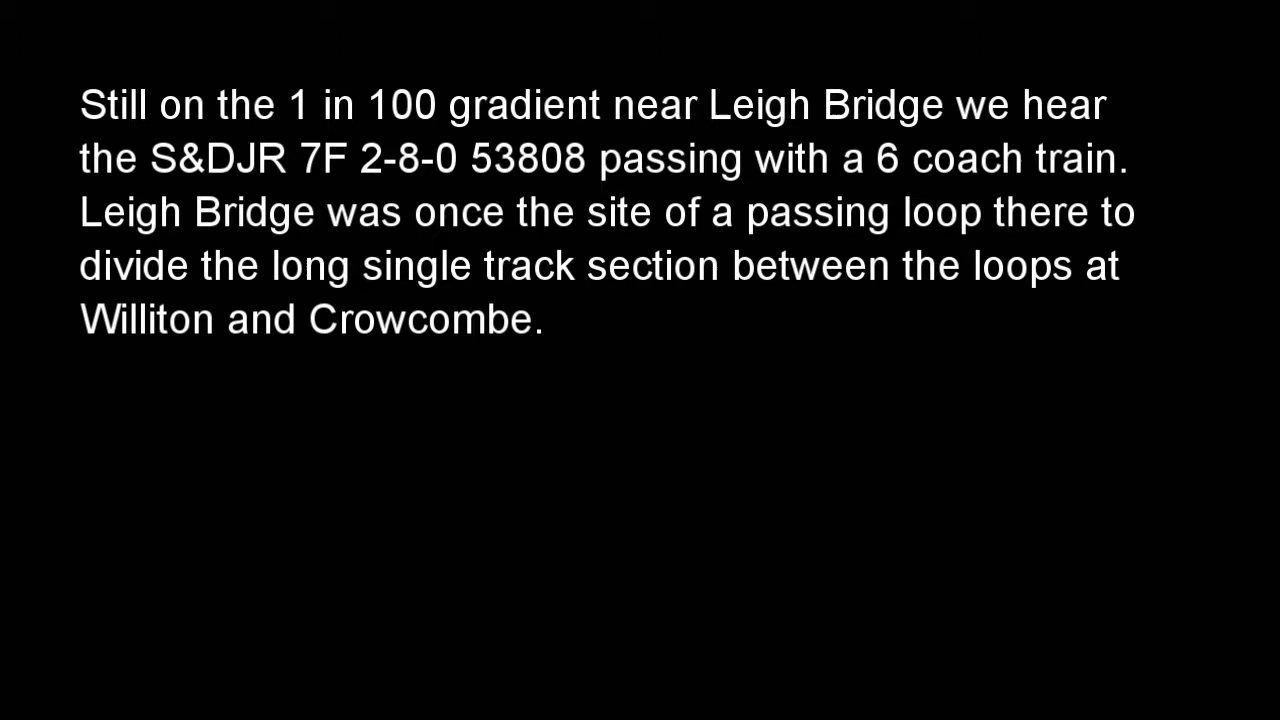 Still on the 1 in 100 gradient near Leigh Bridge we hear
the S&DJR 7F 2-8-0 53808 passing with a 6 coach train.
Leigh Bridge was once the site of a passing loop there to
divide the long single track section between the loops at
Williton and Crowcombe.